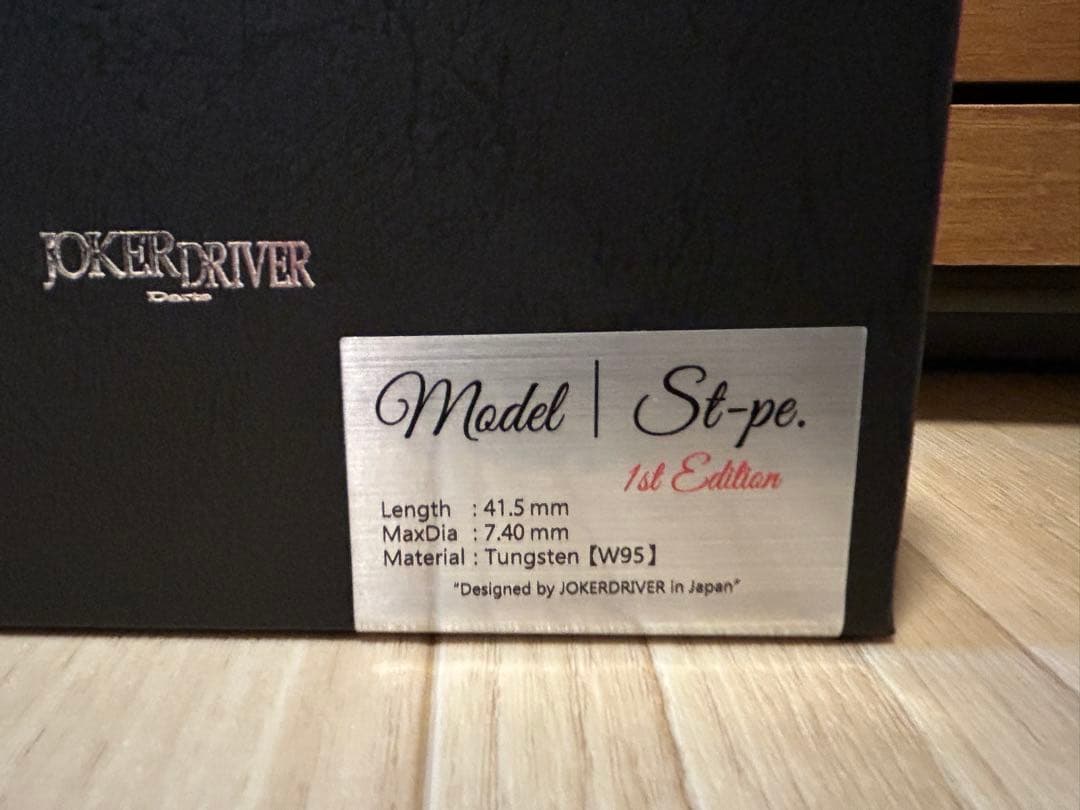 JOKERDRIVER
Darts
Model | St-pe.
1st Edition
Length : 41.5 mm
MaxDia : 7.40 mm
Material : Tungsten【W95】
"Designed by JOKERDRIVER in Japan"